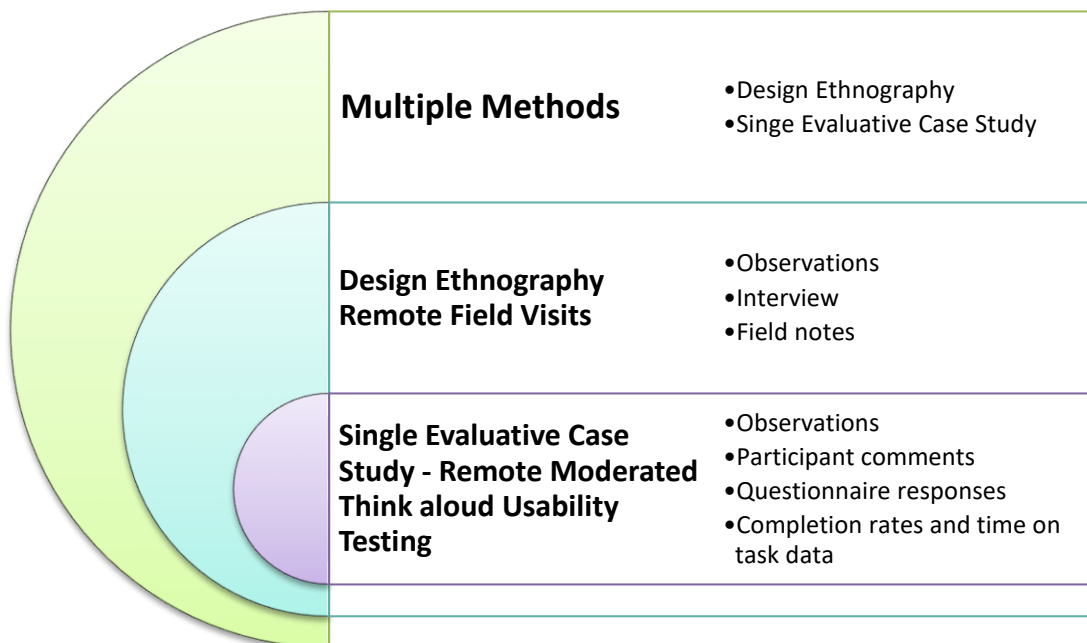 Multiple Methods
•Design Ethnography
•Singe Evaluative Case Study
Design Ethnography
Remote Field Visits
•Observations
•Interview
•Field notes
Single Evaluative Case
Study - Remote Moderated
Think aloud Usability
Testing
•Observations
•Participant comments
•Questionnaire responses
•Completion rates and time on
task data